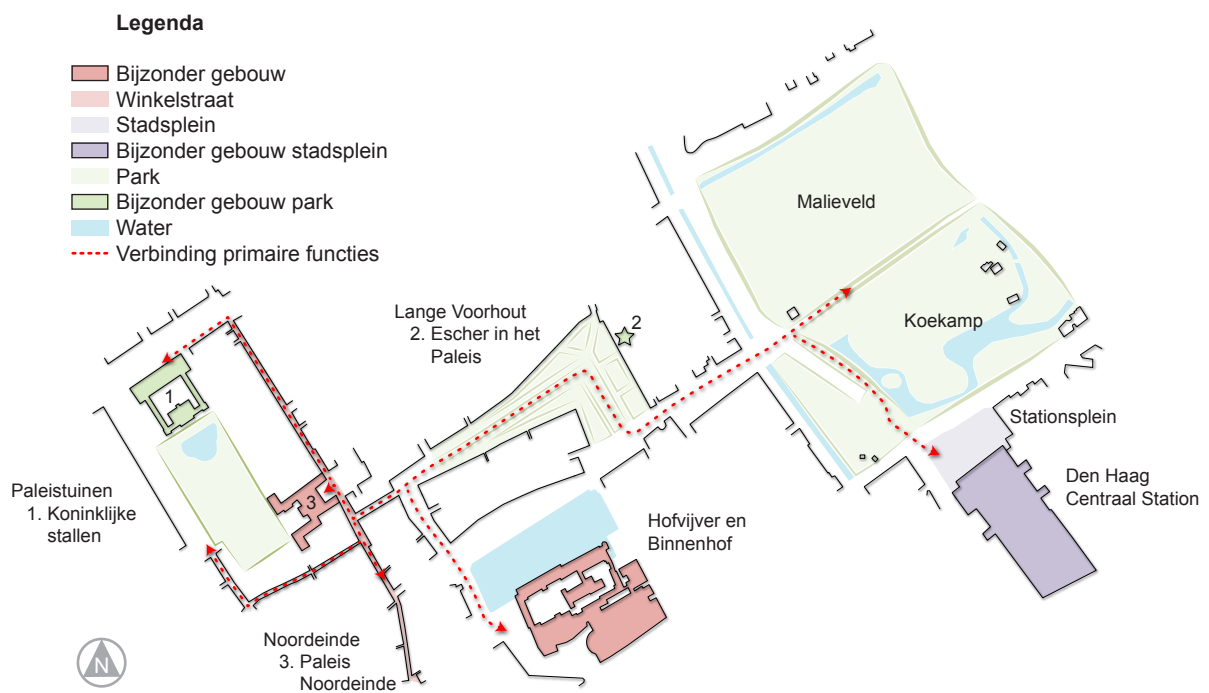 Legenda
Bijzonder gebouw
Winkelstraat
Stadsplein
Bijzonder gebouw stadsplein
Park
Bijzonder gebouw park
Water
Verbinding primaire functies
Malieveld
Koekamp
Lange Voorhout
2. Escher in het
Paleis
2
1
Stationsplein
Den Haag
Centraal Station
Paleistuinen
1. Koninklijke
stallen
3
Hofvijver en
Binnenhof
Noordeinde
3. Paleis
Noordeinde
N